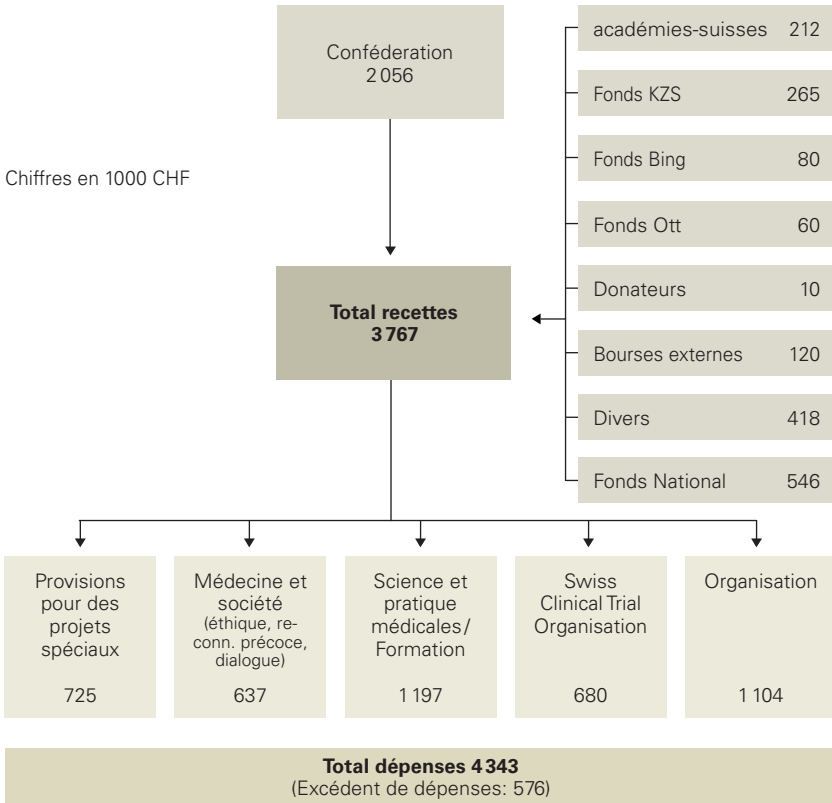 Conféderation
2 056
académies-suisses 212
Fonds KZS 265
Fonds Bing 80
Fonds Ott 60
Donateurs 10
Bourses externes 120
Divers 418
Fonds National 546
Chiffres en 1000 CHF
Total recettes
3 767
Provisions
pour des
projets
spéciaux
725
Médecine et
société
(éthique, re-
conn. précoce,
dialogue)
637
Science et
pratique
médicales/
Formation
1 197
Swiss
Clinical Trial
Organisation
680
Organisation
1 104
Total dépenses 4 343
(Excédent de dépenses: 576)